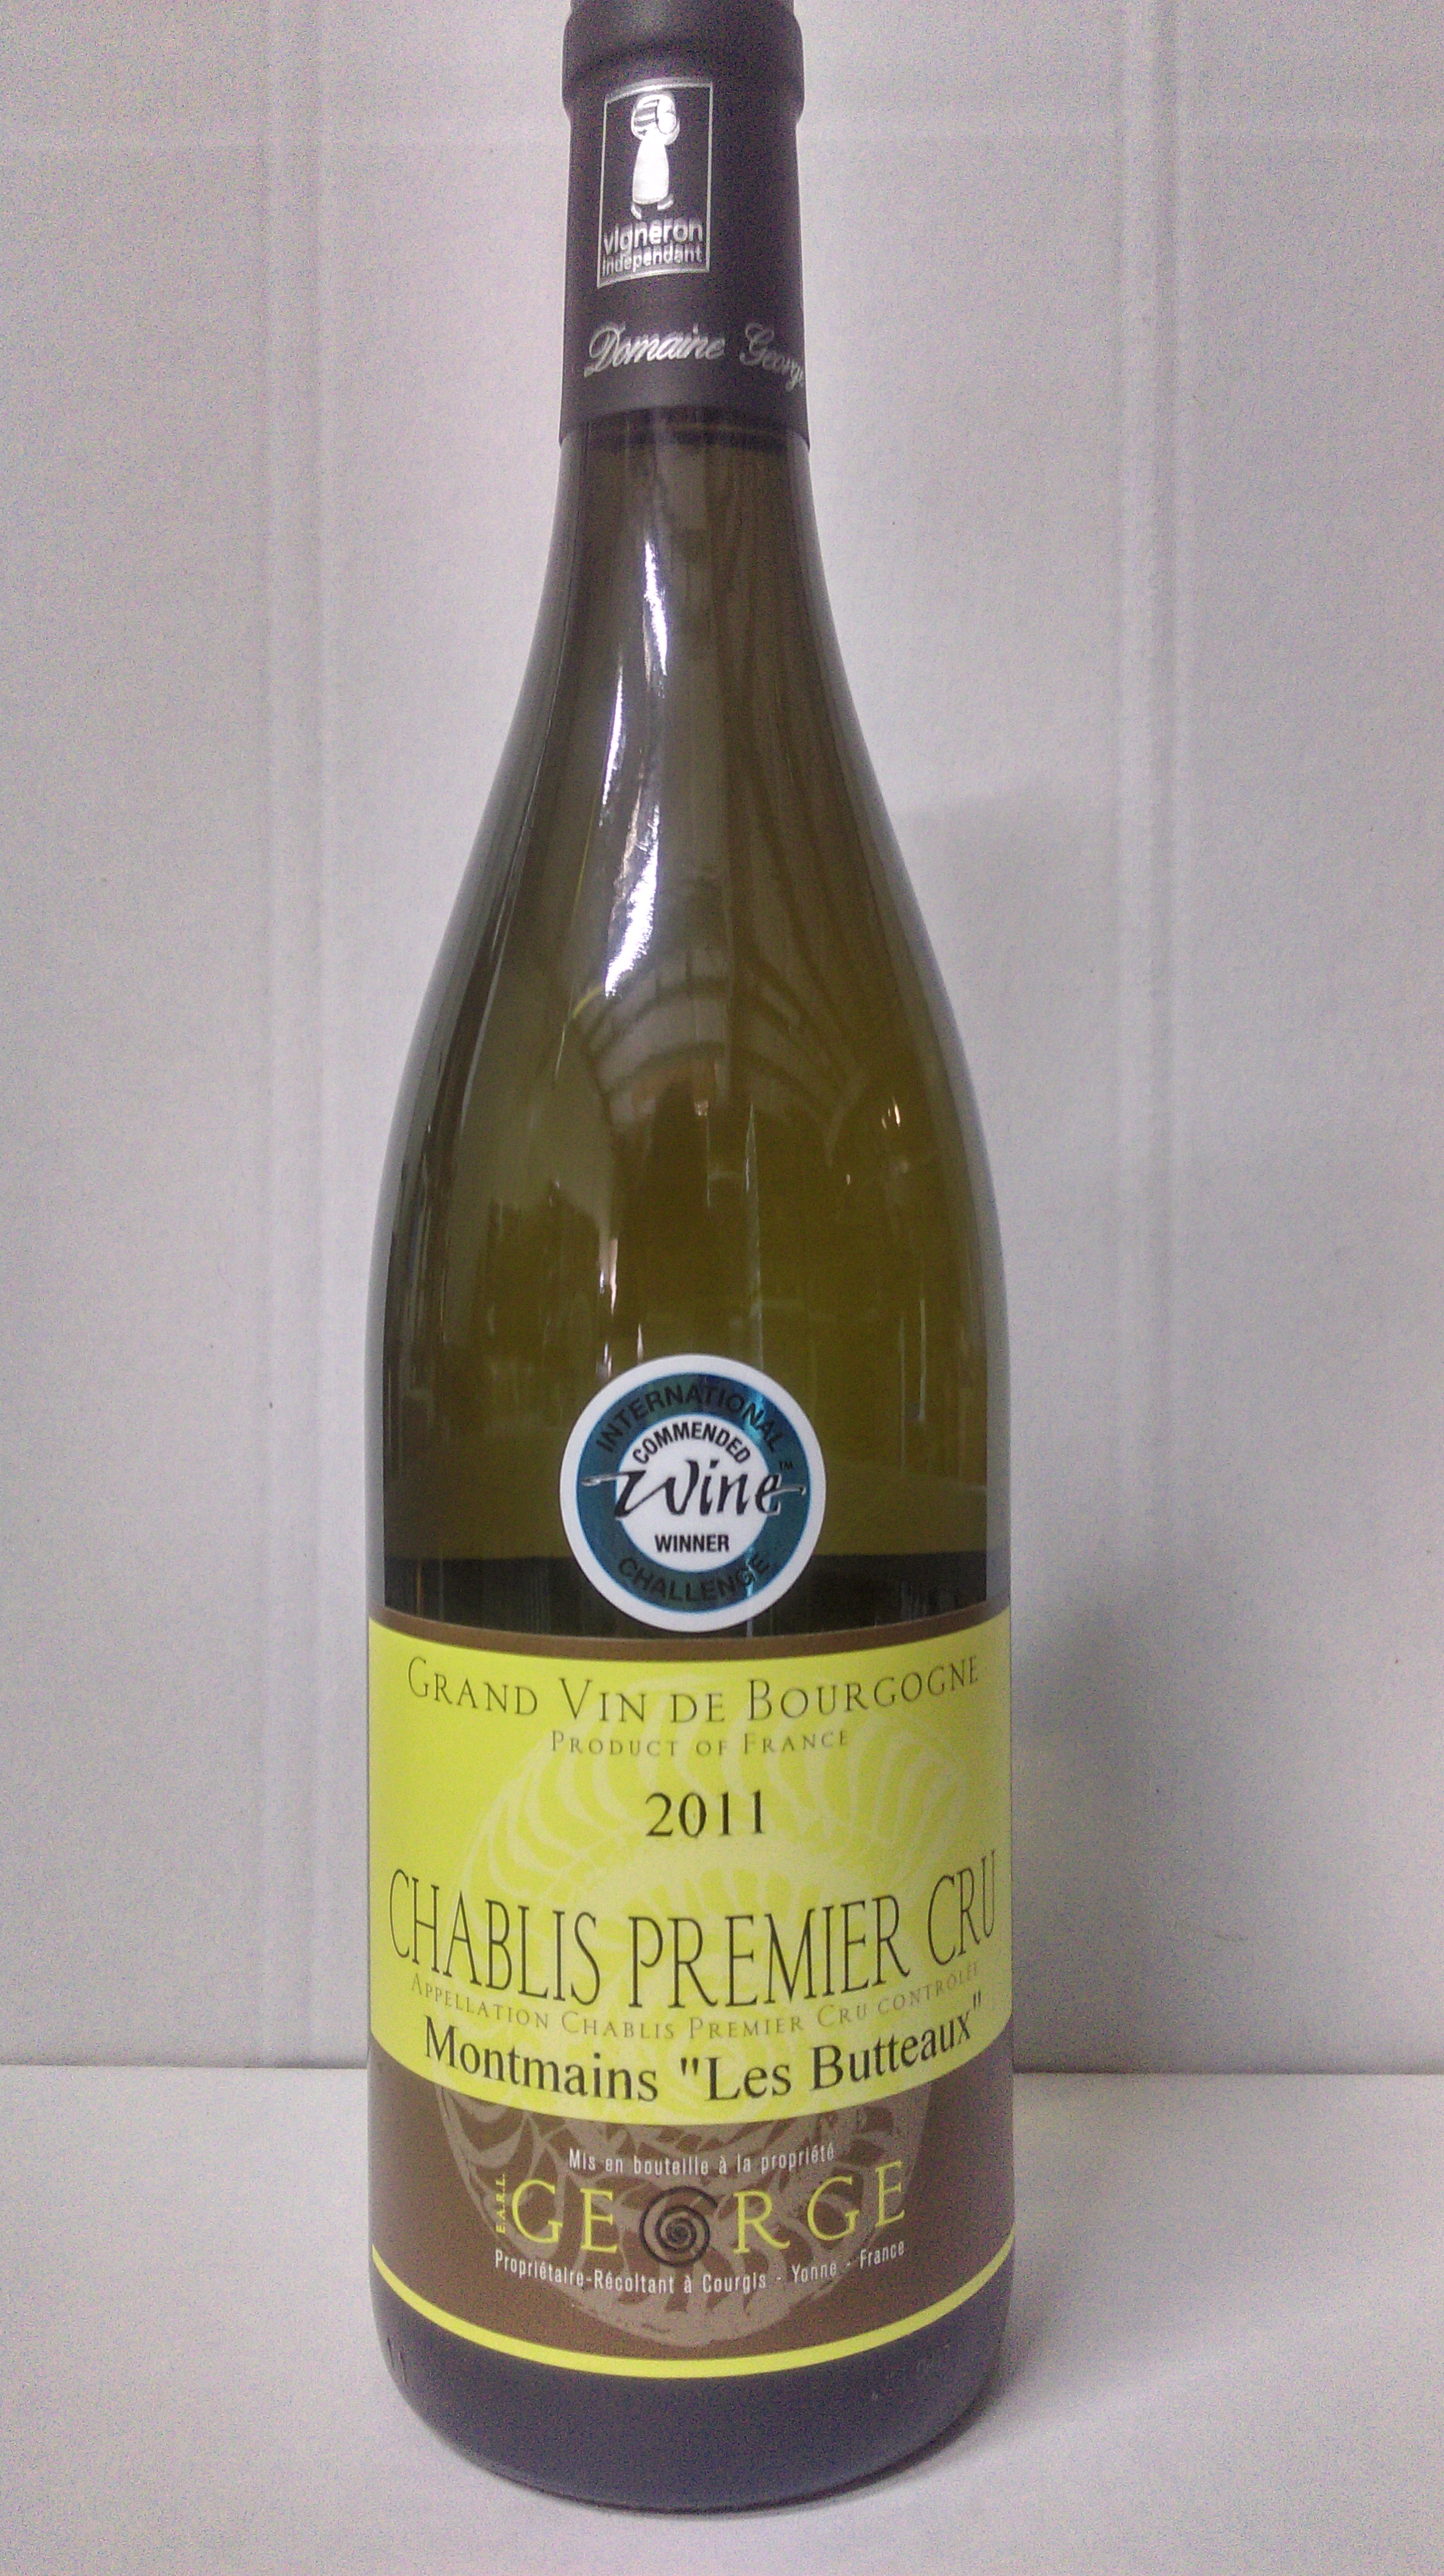 vigneron
indépendant
Domaine George
INTERNATIONAL
COMMENDED
Wine™
WINNER
CHALLENGE
GRAND VIN DE BOURGOGNE
PRODUCT OF FRANCE
2011
CHABLIS PREMIER CRU
APPELLATION CHABLIS PREMIER CRU CONTRÔLÉE
Montmains "Les Butteaux"
Mis en bouteille à la propriété
E.A.R.L. GEORGE
Propriétaire-Récoltant à Courgis - Yonne - France